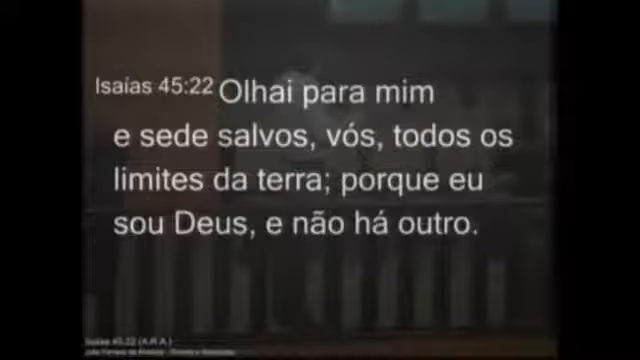 Isaías 45:22 Olhai para mim
e sede salvos, vós, todos os
limites da terra; porque eu
sou Deus, e não há outro.
Isaías 45:22 (A.R.A.)